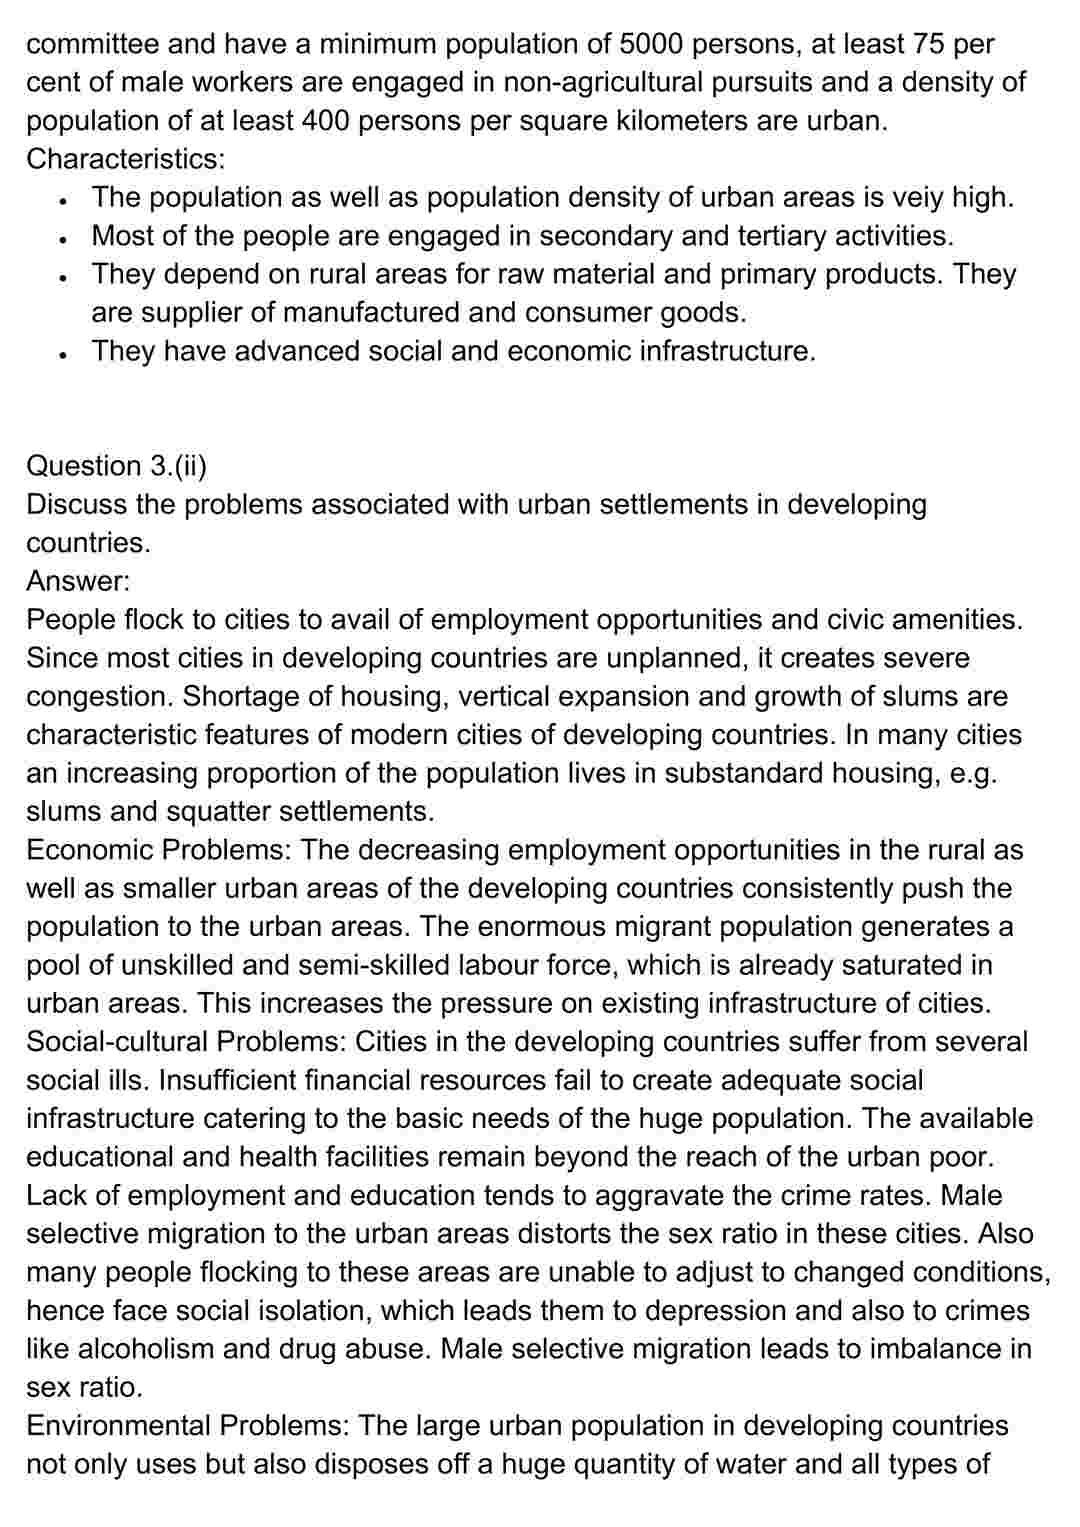 committee and have a minimum population of 5000 persons, at least 75 per
cent of male workers are engaged in non-agricultural pursuits and a density of
population of at least 400 persons per square kilometers are urban.
Characteristics:
• The population as well as population density of urban areas is veiy high.
• Most of the people are engaged in secondary and tertiary activities.
• They depend on rural areas for raw material and primary products. They
are supplier of manufactured and consumer goods.
• They have advanced social and economic infrastructure.
Question 3.(ii)
Discuss the problems associated with urban settlements in developing
countries.
Answer:
People flock to cities to avail of employment opportunities and civic amenities.
Since most cities in developing countries are unplanned, it creates severe
congestion. Shortage of housing, vertical expansion and growth of slums are
characteristic features of modern cities of developing countries. In many cities
an increasing proportion of the population lives in substandard housing, e.g.
slums and squatter settlements.
Economic Problems: The decreasing employment opportunities in the rural as
well as smaller urban areas of the developing countries consistently push the
population to the urban areas. The enormous migrant population generates a
pool of unskilled and semi-skilled labour force, which is already saturated in
urban areas. This increases the pressure on existing infrastructure of cities.
Social-cultural Problems: Cities in the developing countries suffer from several
social ills. Insufficient financial resources fail to create adequate social
infrastructure catering to the basic needs of the huge population. The available
educational and health facilities remain beyond the reach of the urban poor.
Lack of employment and education tends to aggravate the crime rates. Male
selective migration to the urban areas distorts the sex ratio in these cities. Also
many people flocking to these areas are unable to adjust to changed conditions,
hence face social isolation, which leads them to depression and also to crimes
like alcoholism and drug abuse. Male selective migration leads to imbalance in
sex ratio.
Environmental Problems: The large urban population in developing countries
not only uses but also disposes off a huge quantity of water and all types of